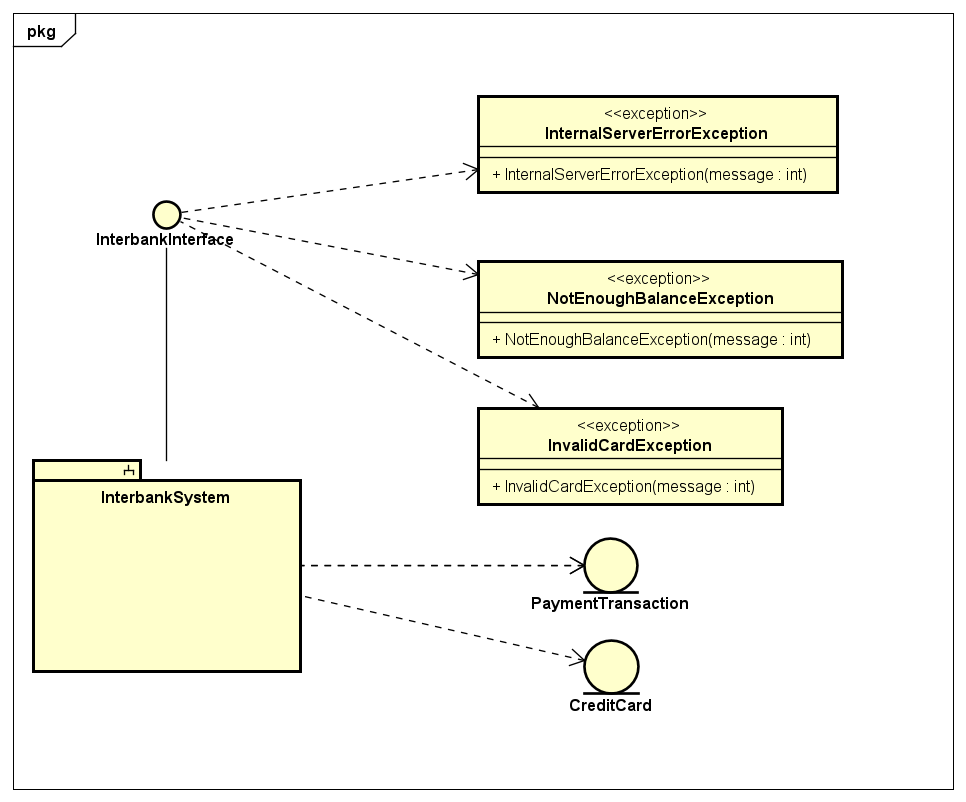 pkg
<<exception>>
InternalServerErrorException
+ InternalServerErrorException(message : int)
InterbankInterface
<<exception>>
NotEnoughBalanceException
+ NotEnoughBalanceException(message : int)
<<exception>>
InvalidCardException
+ InvalidCardException(message : int)
InterbankSystem
PaymentTransaction
CreditCard